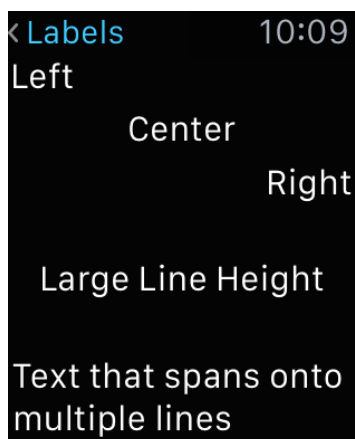 < Labels 10:09
Left
Center
Right
Large Line Height
Text that spans onto
multiple lines